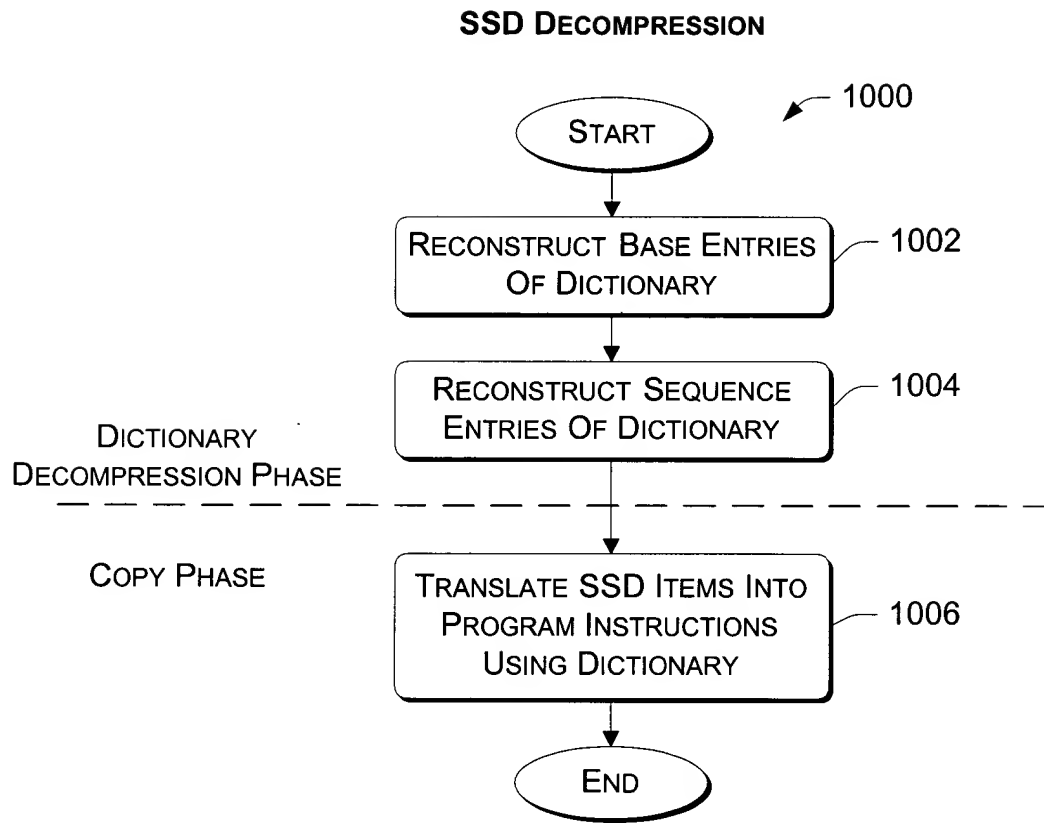 SSD DECOMPRESSION
1000
START
RECONSTRUCT BASE ENTRIES
OF DICTIONARY
1002
RECONSTRUCT SEQUENCE
ENTRIES OF DICTIONARY
1004
DICTIONARY
DECOMPRESSION PHASE
COPY PHASE
TRANSLATE SSD ITEMS INTO
PROGRAM INSTRUCTIONS
USING DICTIONARY
1006
END